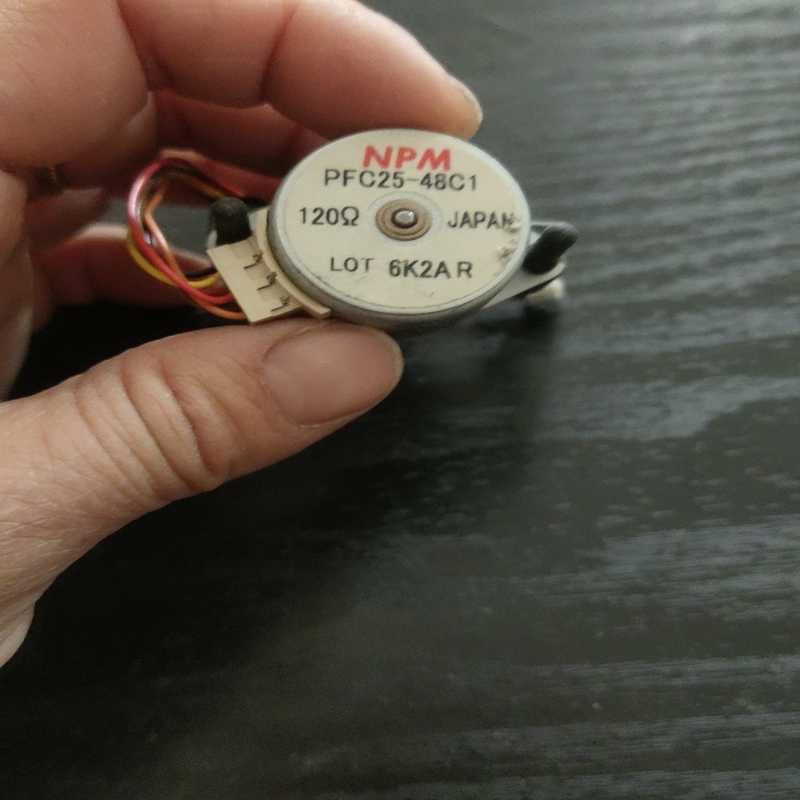 NPM
PFC25-48C1
120Ω JAPAN
LOT 6K2AR